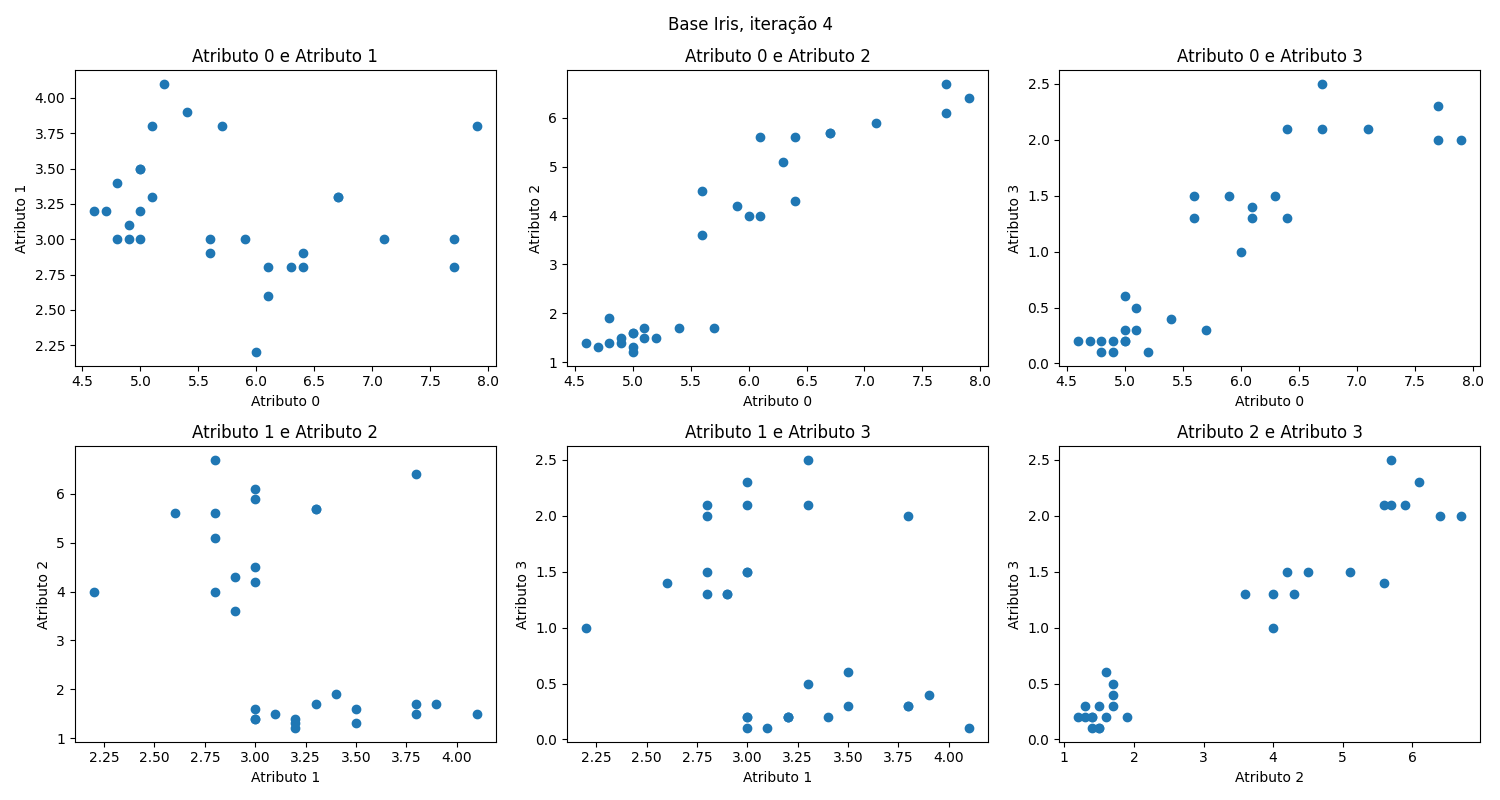 Base Iris, iteração 4
Atributo 0 e Atributo 1
4.00
3.75
3.50
3.25
3.00
2.75
2.50
2.25
Atributo 1
4.5 5.0 5.5 6.0 6.5 7.0 7.5 8.0
Atributo 0
Atributo 0 e Atributo 2
6
5
4
3
2
1
Atributo 2
4.5 5.0 5.5 6.0 6.5 7.0 7.5 8.0
Atributo 0
Atributo 0 e Atributo 3
2.5
2.0
1.5
1.0
0.5
0.0
Atributo 3
4.5 5.0 5.5 6.0 6.5 7.0 7.5 8.0
Atributo 0
Atributo 1 e Atributo 2
6
5
4
3
2
1
Atributo 2
2.25 2.50 2.75 3.00 3.25 3.50 3.75 4.00
Atributo 1
Atributo 1 e Atributo 3
2.5
2.0
1.5
1.0
0.5
0.0
Atributo 3
2.25 2.50 2.75 3.00 3.25 3.50 3.75 4.00
Atributo 1
Atributo 2 e Atributo 3
2.5
2.0
1.5
1.0
0.5
0.0
Atributo 3
1 2 3 4 5 6
Atributo 2